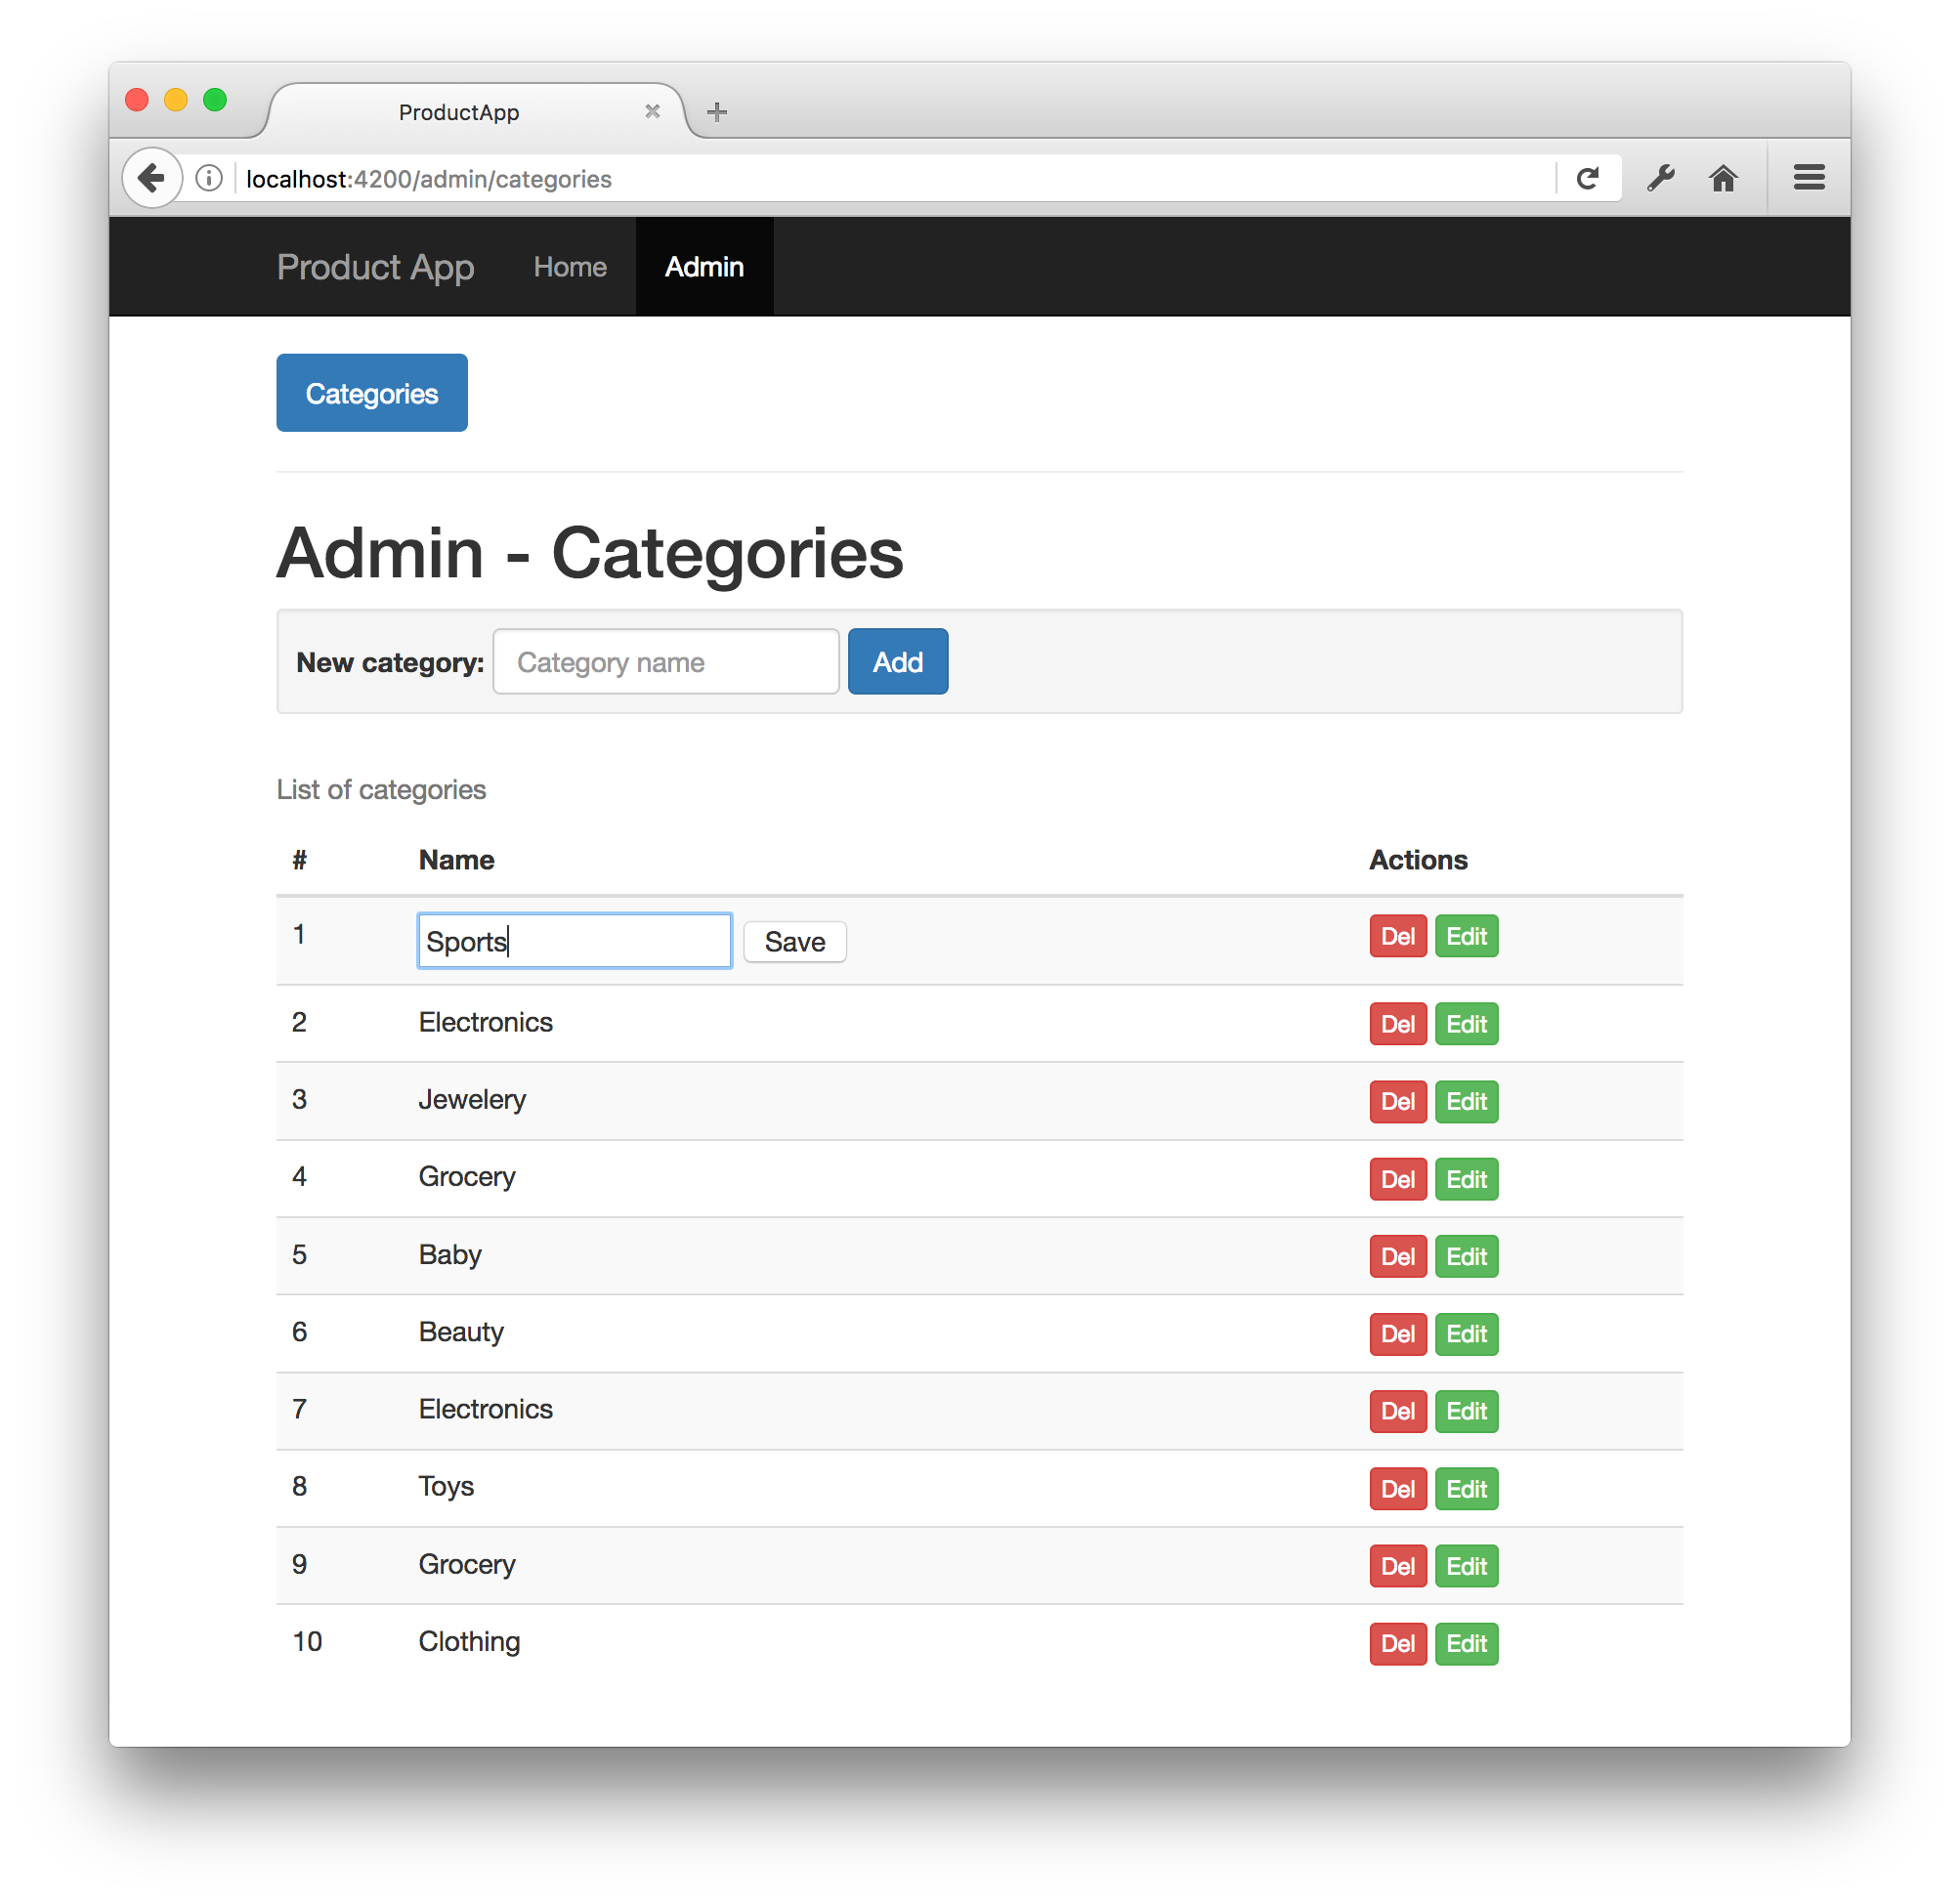 ProductApp
localhost:4200/admin/categories
Product App Home Admin
Categories
Admin - Categories
New category: Category name Add
List of categories
# Name Actions
1 Sports Save Del Edit
2 Electronics Del Edit
3 Jewelery Del Edit
4 Grocery Del Edit
5 Baby Del Edit
6 Beauty Del Edit
7 Electronics Del Edit
8 Toys Del Edit
9 Grocery Del Edit
10 Clothing Del Edit